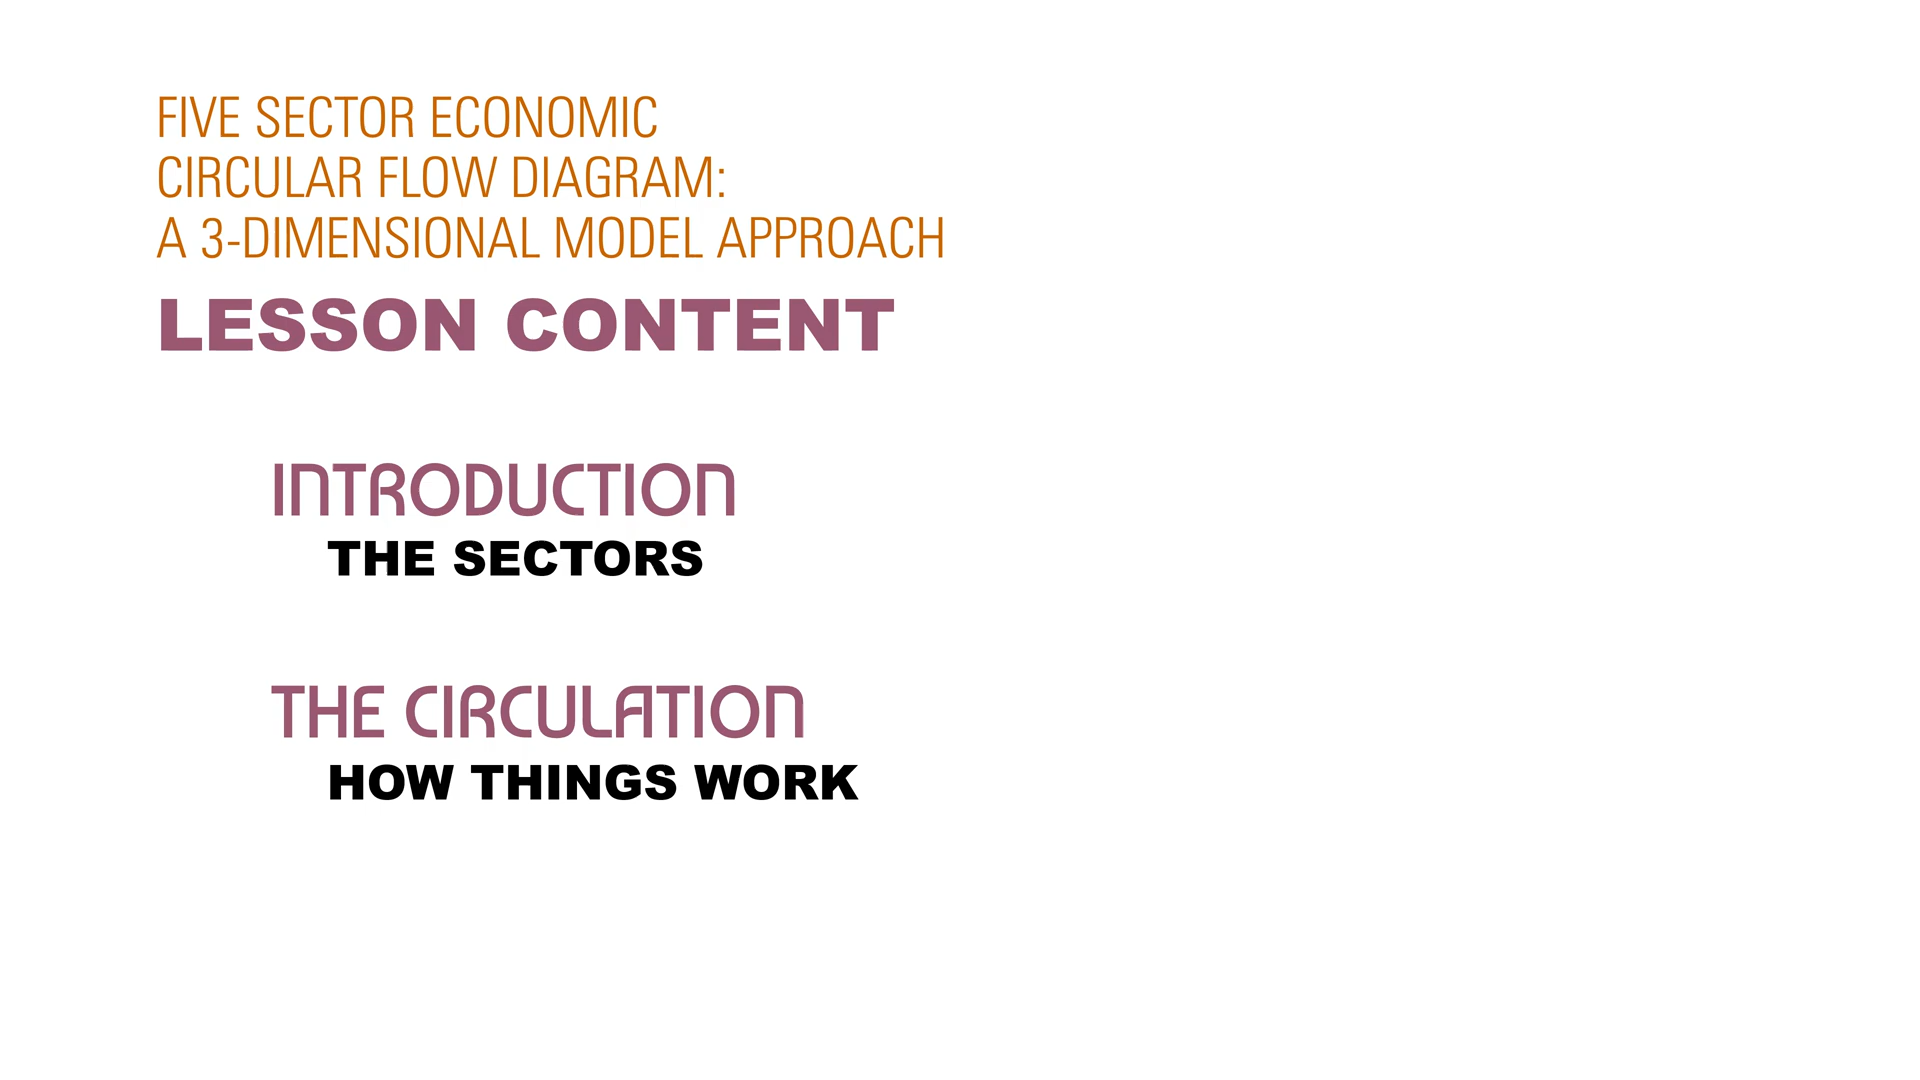 FIVE SECTOR ECONOMIC
CIRCULAR FLOW DIAGRAM:
A 3-DIMENSIONAL MODEL APPROACH
LESSON CONTENT
INTRODUCTION
THE SECTORS
THE CIRCULATION
HOW THINGS WORK